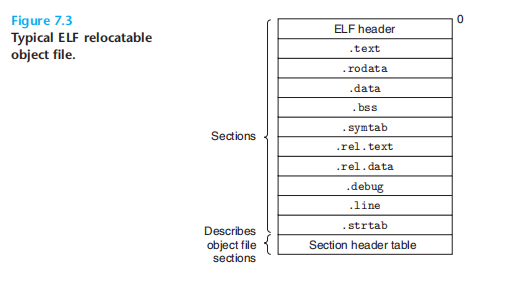 Figure 7.3
Typical ELF relocatable
object file.
0
ELF header
.text
.rodata
.data
.bss
.symtab
.rel.text
.rel.data
.debug
.line
.strtab
Section header table
Sections
Describes
object file
sections